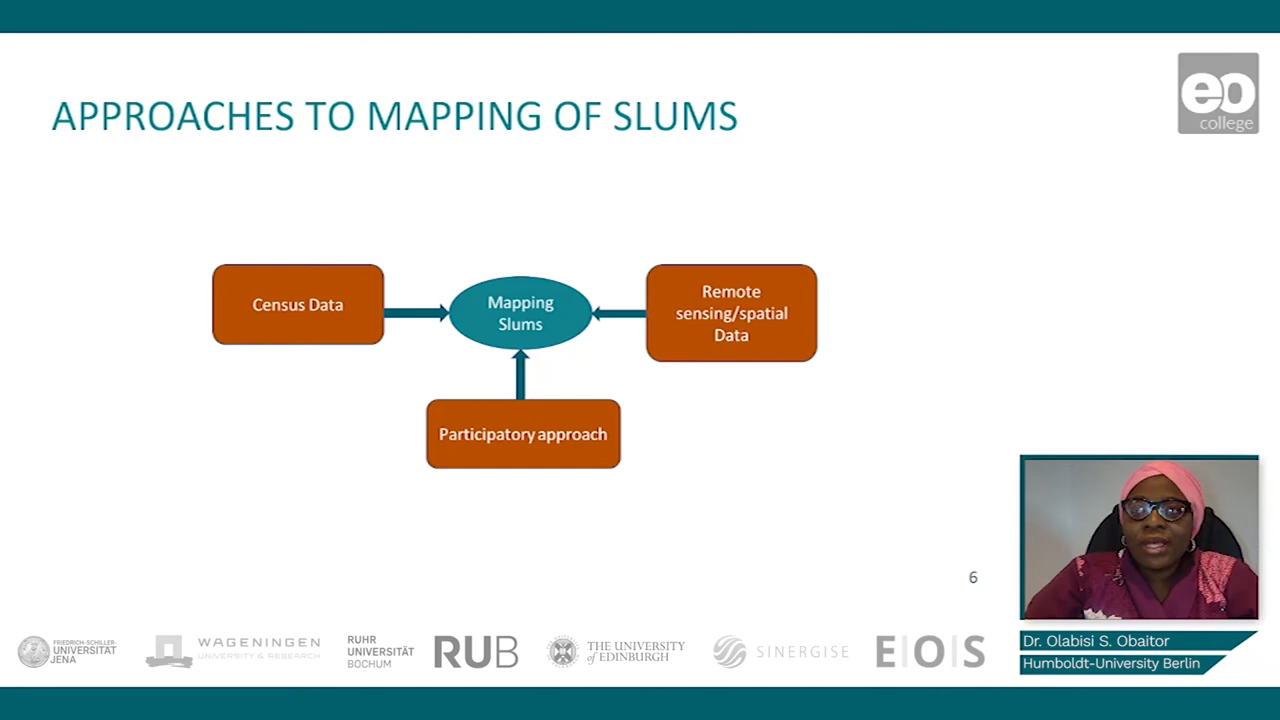 eo
college
APPROACHES TO MAPPING OF SLUMS
Census Data
Mapping
Slums
Remote
sensing/spatial
Data
Participatory approach
6
FRIEDRICH-SCHILLER-
UNIVERSITÄT
JENA
WAGENINGEN
UNIVERSITY & RESEARCH
RUHR
UNIVERSITÄT
BOCHUM
RUB
THE UNIVERSITY
of EDINBURGH
SINERGISE
E|O|S
Dr. Olabisi S. Obaitor
Humboldt-University Berlin